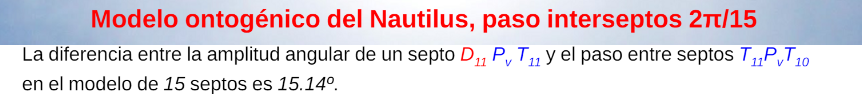 Modelo ontogénico del Nautilus, paso interseptos 2π/15
La diferencia entre la amplitud angular de un septo D₁₁ Pᵥ T₁₁ y el paso entre septos T₁₁PᵥT₁₀
en el modelo de 15 septos es 15.14º.